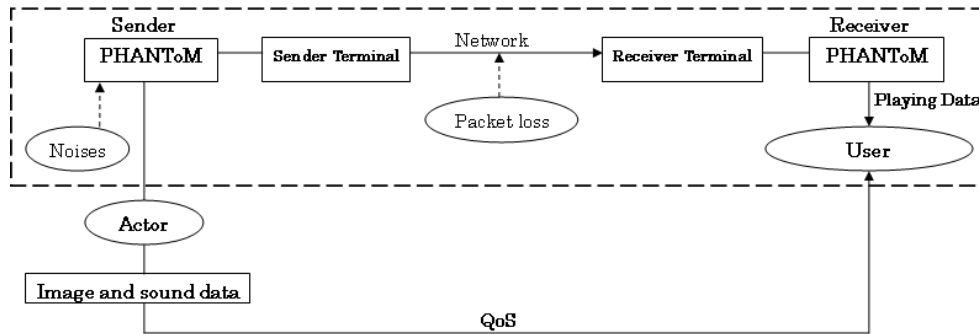 Sender
Receiver
PHANToM
Sender Terminal
Network
Receiver Terminal
PHANToM
Playing Data
Noises
Packet loss
User
Actor
Image and sound data
QoS